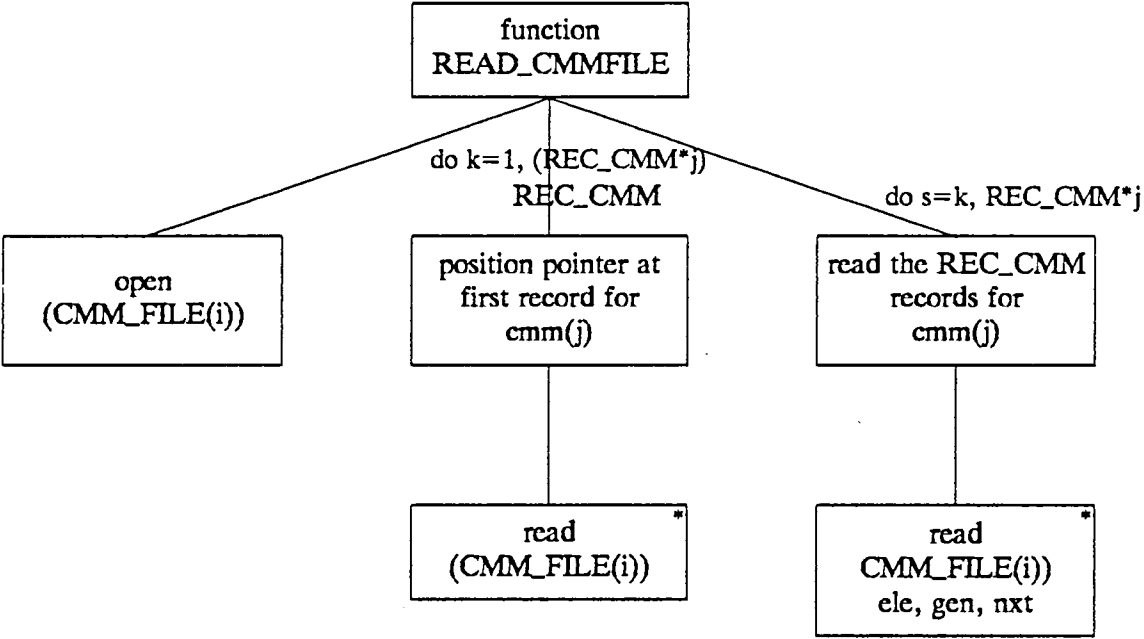 function
READ_CMMFILE
do k=1, (REC_CMM*j)
REC_CMM
do s=k, REC_CMM*j
open
(CMM_FILE(i))
position pointer at
first record for
cmm(j)
read the REC_CMM
records for
cmm(j)
*
read
(CMM_FILE(i))
*
read
CMM_FILE(i))
ele, gen, nxt